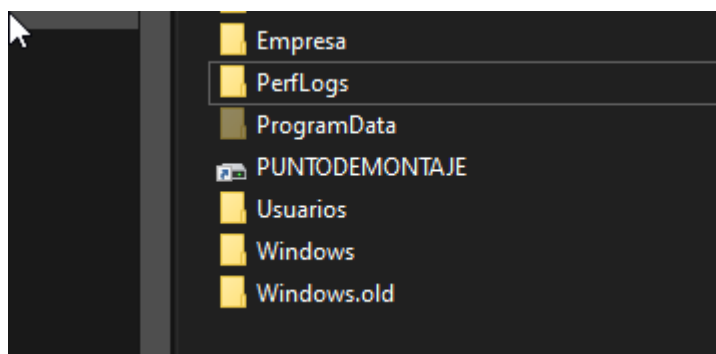 Empresa
PerfLogs
ProgramData
PUNTODEMONTAJE
Usuarios
Windows
Windows.old